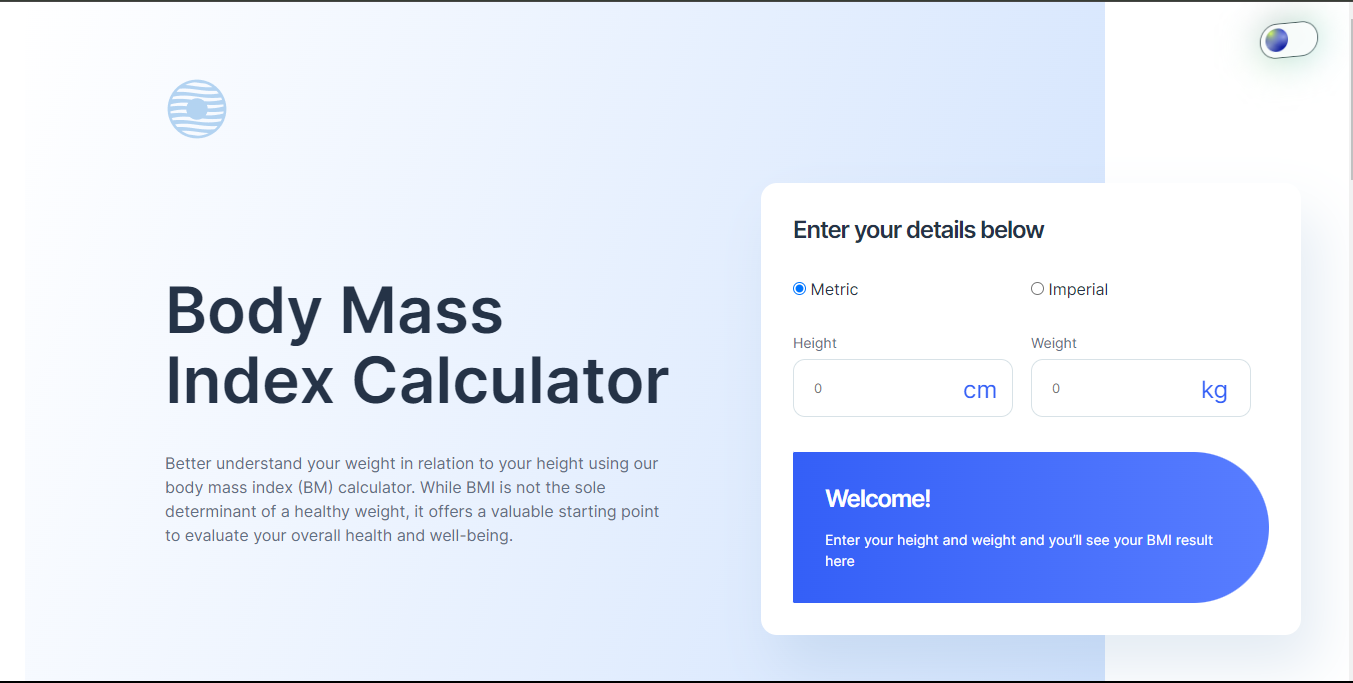 Body Mass
Index Calculator
Better understand your weight in relation to your height using our
body mass index (BM) calculator. While BMI is not the sole
determinant of a healthy weight, it offers a valuable starting point
to evaluate your overall health and well-being.
Enter your details below
Metric
Imperial
Height
Weight
0
cm
0
kg
Welcome!
Enter your height and weight and you’ll see your BMI result
here